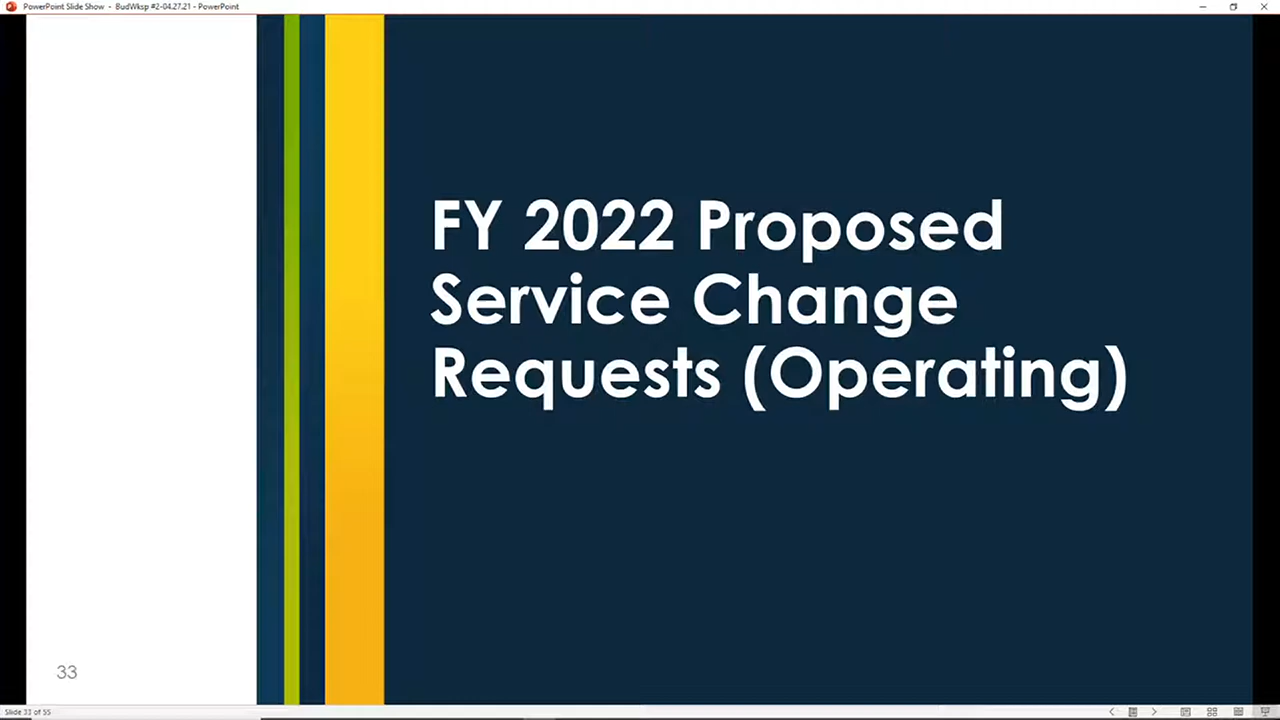 PowerPoint Slide Show - BudWksp #2-04.27.21 - PowerPoint
FY 2022 Proposed
Service Change
Requests (Operating)
33
Slide 33 of 55